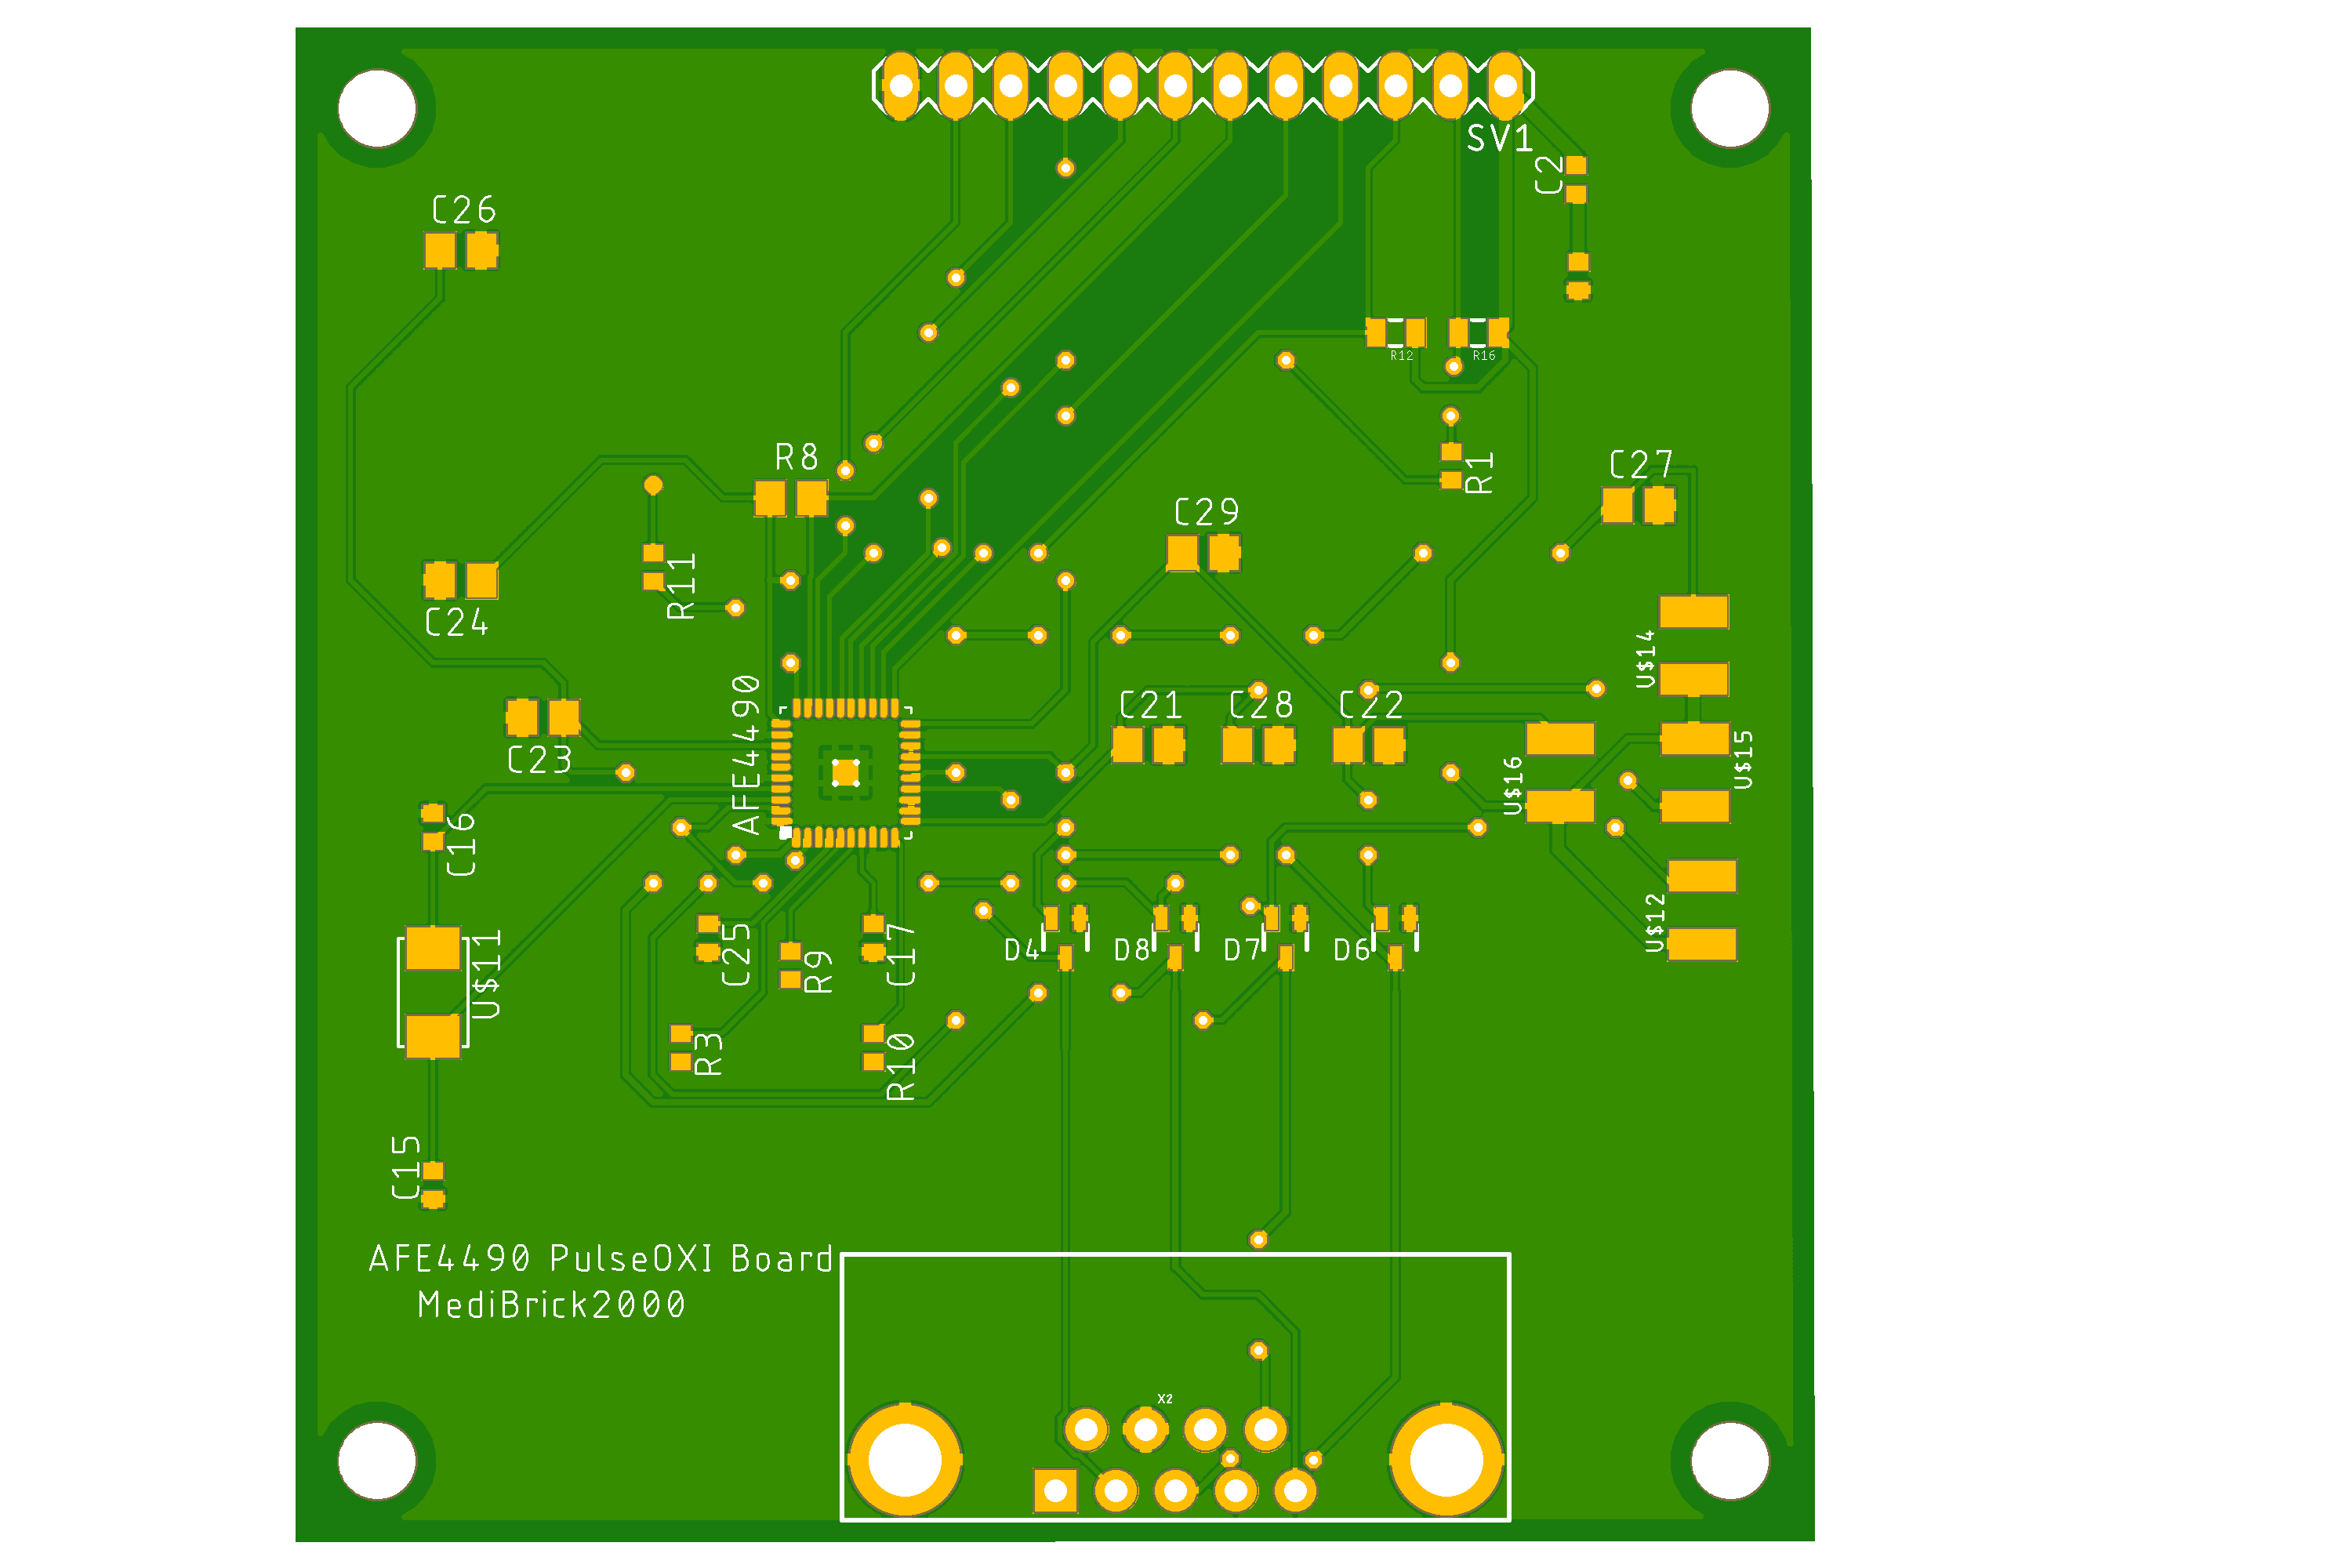 SV1
C2
C26
R12
R16
R8
R1
C27
C29
R11
C24
U$14
AFE4490
C21
C28
C22
C23
U$15
U$16
C16
U$12
U$11
C25
R9
C17
D4
D8
D7
D6
R3
R10
C15
AFE4490 PulseOXI Board
MediBrick2000
X2